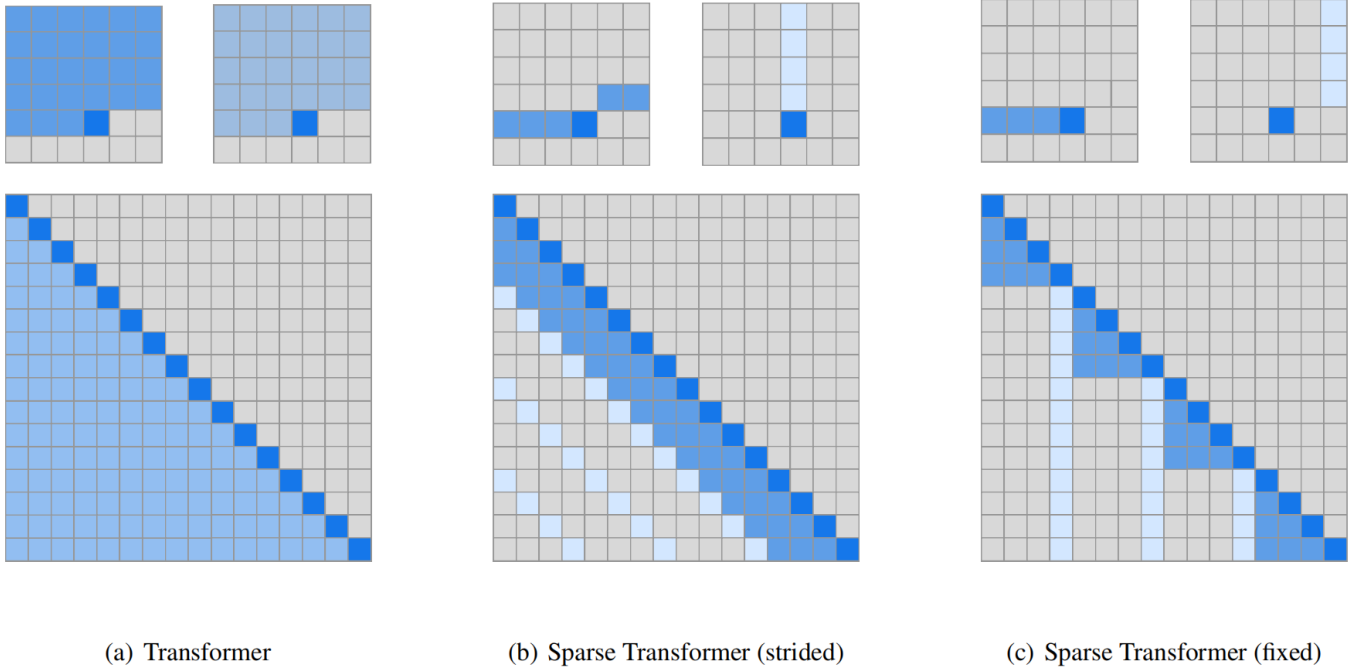 (a) Transformer
(b) Sparse Transformer (strided)
(c) Sparse Transformer (fixed)